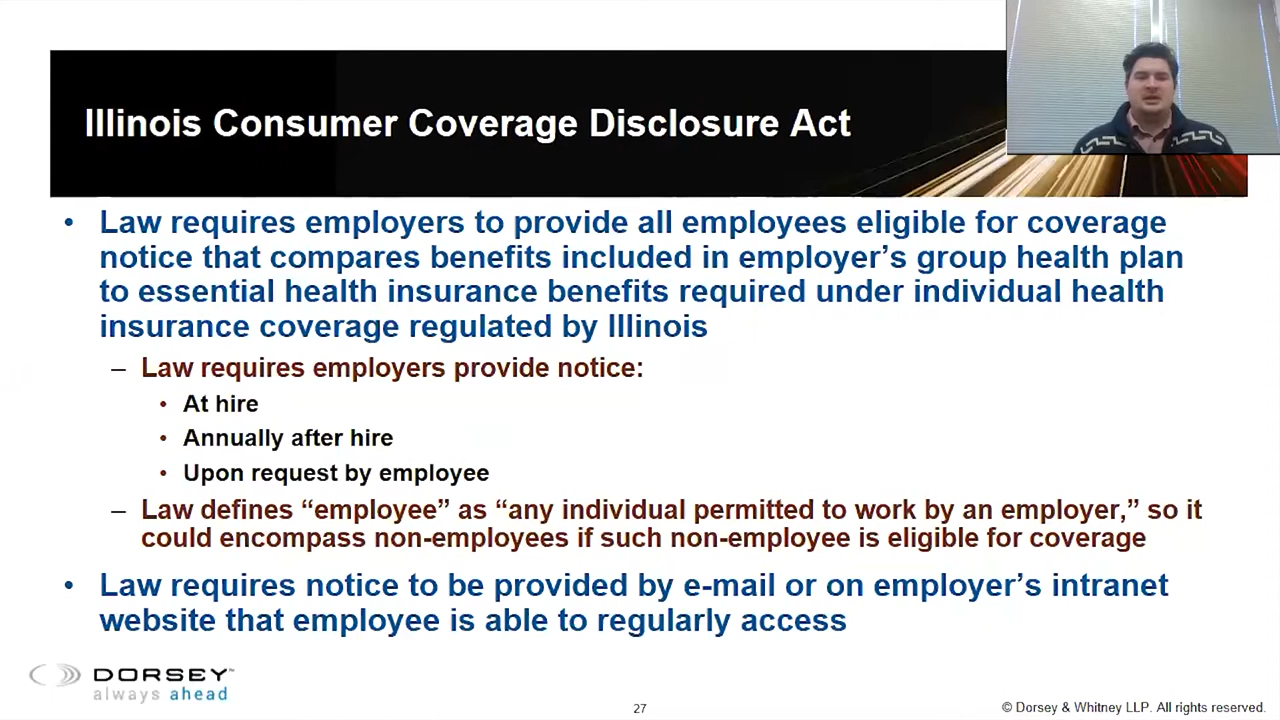 Illinois Consumer Coverage Disclosure Act
• Law requires employers to provide all employees eligible for coverage
notice that compares benefits included in employer's group health plan
to essential health insurance benefits required under individual health
insurance coverage regulated by Illinois
– Law requires employers provide notice:
• At hire
• Annually after hire
• Upon request by employee
– Law defines “employee” as “any individual permitted to work by an employer,” so it
could encompass non-employees if such non-employee is eligible for coverage
• Law requires notice to be provided by e-mail or on employer's intranet
website that employee is able to regularly access
DORSEY™
always ahead
27
© Dorsey & Whitney LLP. All rights reserved.